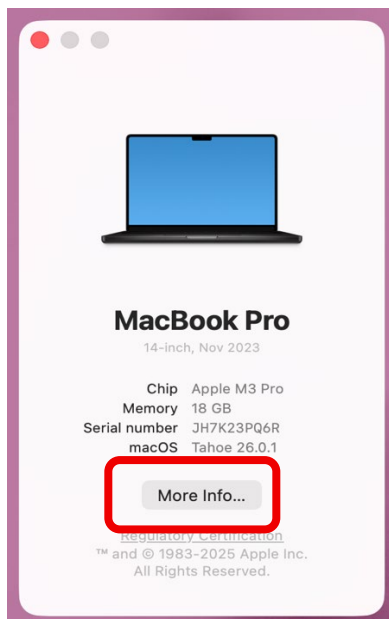 MacBook Pro
14-inch, Nov 2023
Chip Apple M3 Pro
Memory 18 GB
Serial number JH7K23PQ6R
macOS Tahoe 26.0.1
More Info...
Regulatory Certification
™ and © 1983-2025 Apple Inc.
All Rights Reserved.